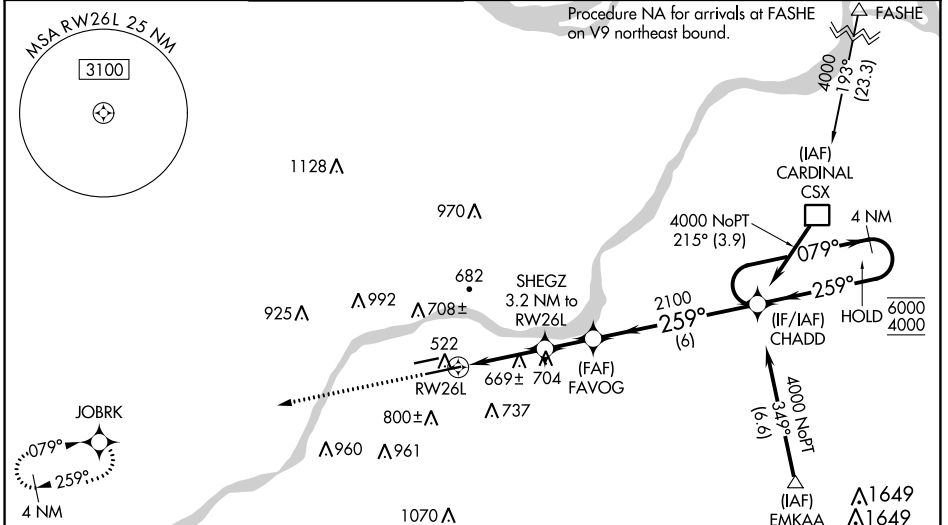 Procedure NA for arrivals at FASHE
on V9 northeast bound.
FASHE
MSA RW26L 25 NM
3100
4000
193°
(23.3)
(IAF)
CARDINAL
CSX
1128
970
4000 NoPT
215° (3.9)
4 NM
079°
259°
HOLD
6000
4000
682
SHEGZ
3.2 NM to
RW26L
2100
259°
(6)
(IF/IAF)
CHADD
925
992
708±
522
RW26L
669±
704
(FAF)
FAVOG
JOBRK
079°
259°
4 NM
800±
737
960
961
4000 NoPT
349°
(6.6)
1070
(IAF)
EMKAA
1649
1649